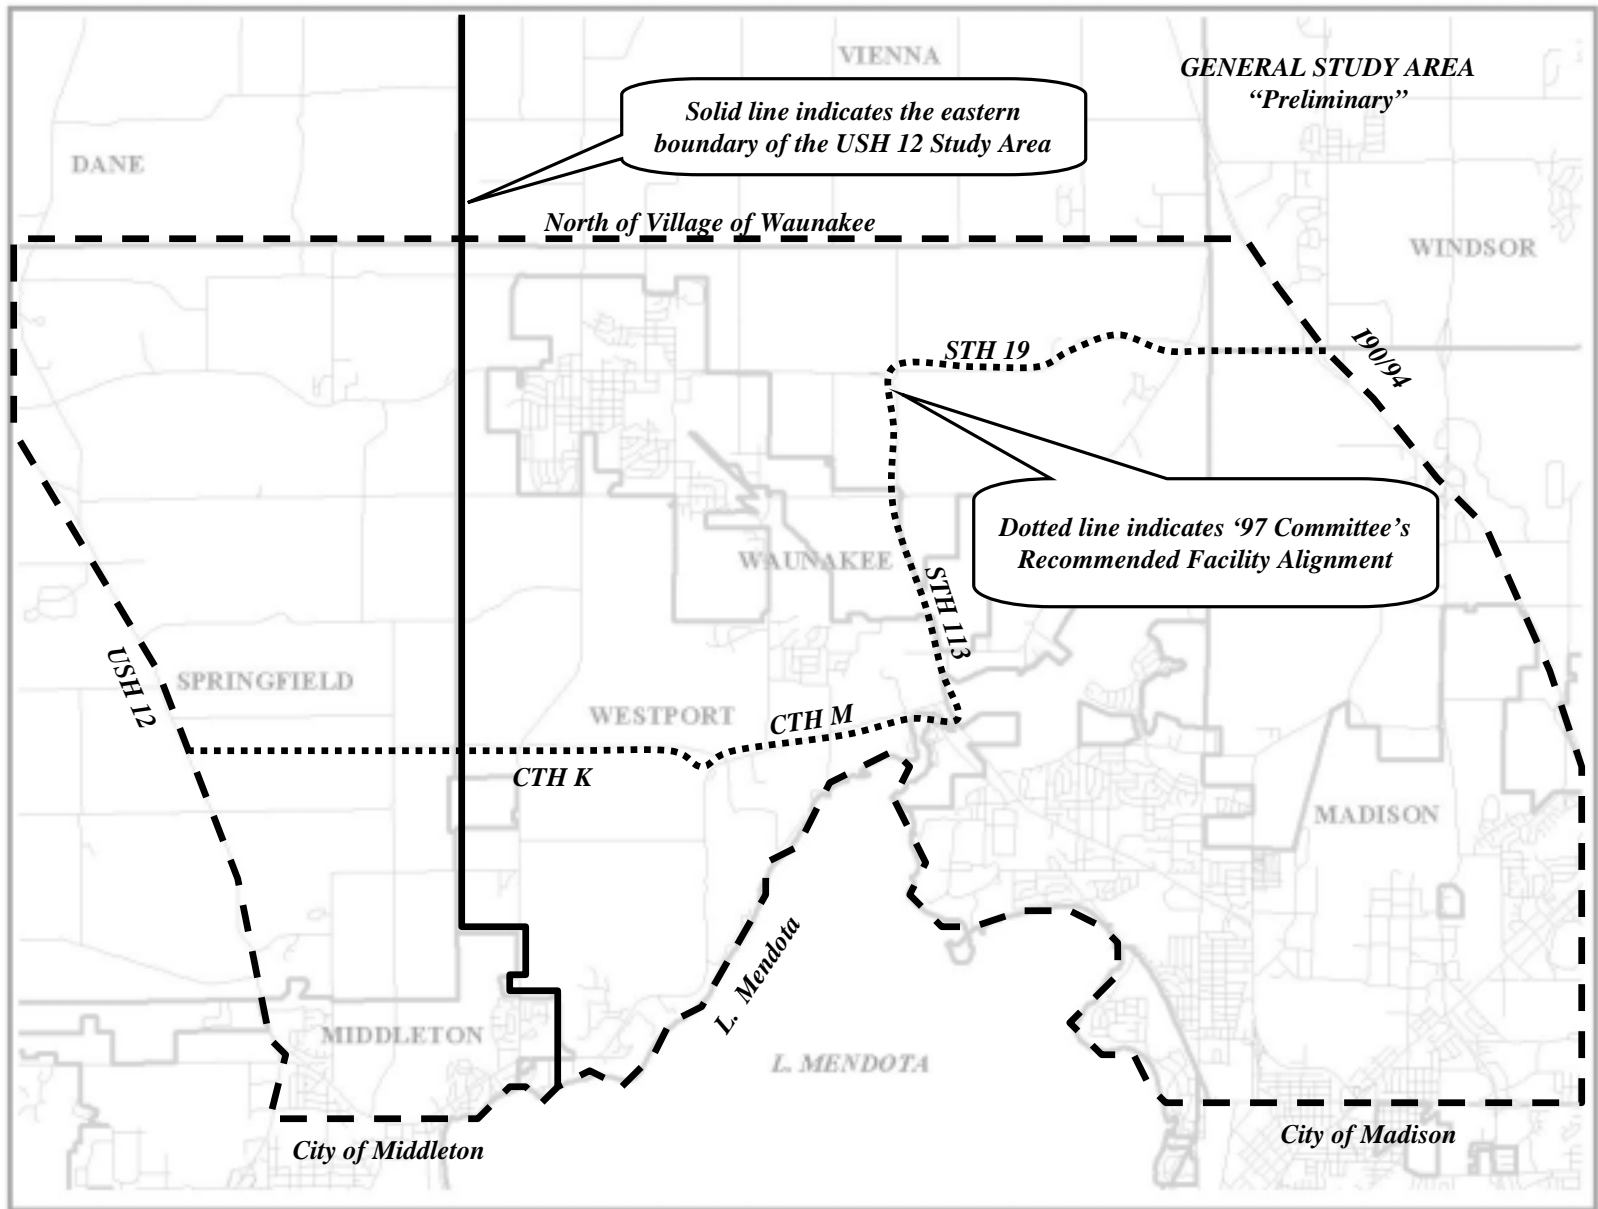 VIENNA
GENERAL STUDY AREA
“Preliminary”
Solid line indicates the eastern
boundary of the USH 12 Study Area
DANE
North of Village of Waunakee
WINDSOR
STH 19
I90/94
Dotted line indicates ‘97 Committee’s
Recommended Facility Alignment
WAUNAKEE
STH 113
USH 12
SPRINGFIELD
WESTPORT
CTH M
CTH K
MADISON
L. Mendota
MIDDLETON
L. MENDOTA
City of Middleton
City of Madison